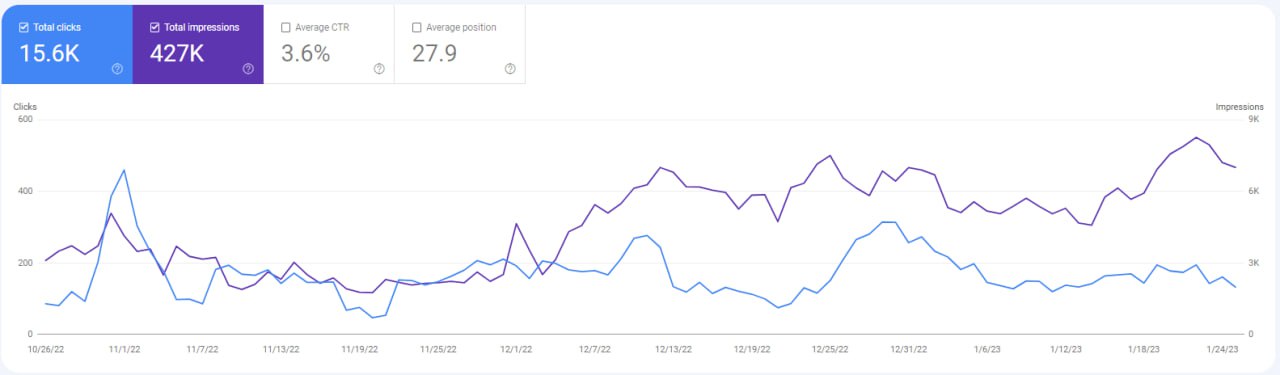 Total clicks Total impressions Average CTR Average position
15.6K 427K 3.6% 27.9
Clicks Impressions
600 9K
400 6K
200 3K
0 0
10/26/22 11/1/22 11/7/22 11/13/22 11/19/22 11/25/22 12/1/22 12/7/22 12/13/22 12/19/22 12/25/22 12/31/22 1/6/23 1/12/23 1/18/23 1/24/23